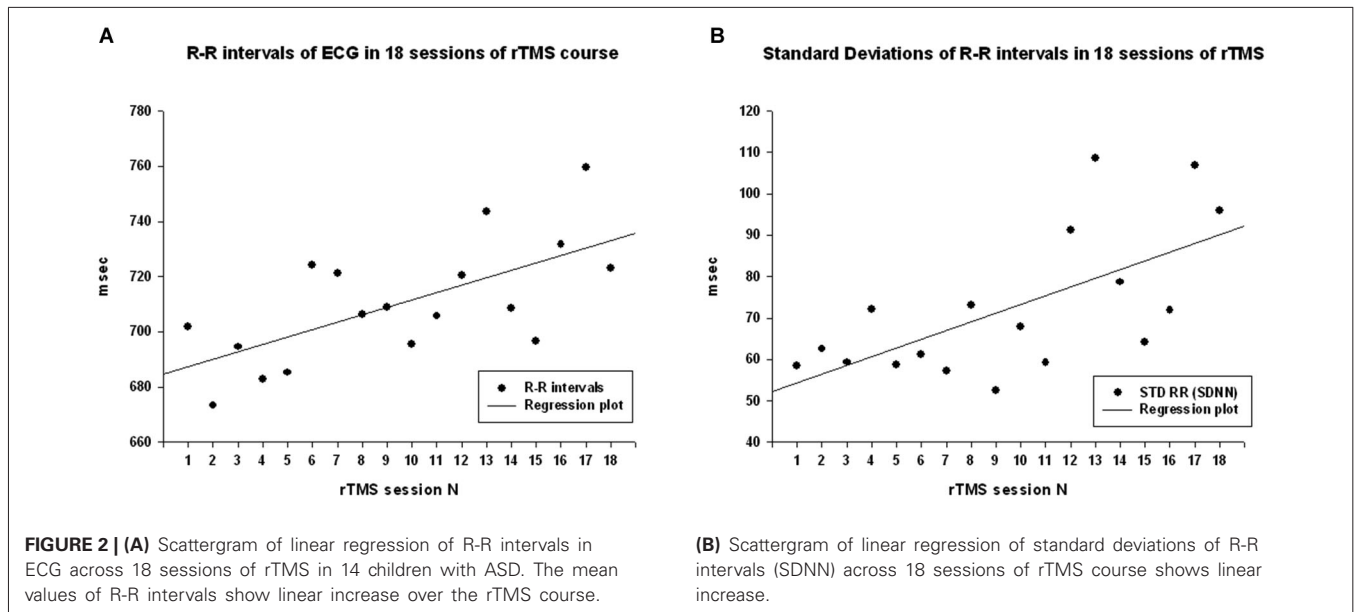 A
R-R intervals of ECG in 18 sessions of rTMS course
780
760
740
720
700
680
660
msec
1 2 3 4 5 6 7 8 9 10 11 12 13 14 15 16 17 18
rTMS session N
R-R intervals
Regression plot
B
Standard Deviations of R-R intervals in 18 sessions of rTMS
120
110
100
90
80
70
60
50
40
msec
1 2 3 4 5 6 7 8 9 10 11 12 13 14 15 16 17 18
rTMS session N
STD RR (SDNN)
Regression plot
FIGURE 2 | (A) Scattergram of linear regression of R-R intervals in
ECG across 18 sessions of rTMS in 14 children with ASD. The mean
values of R-R intervals show linear increase over the rTMS course.
(B) Scattergram of linear regression of standard deviations of R-R
intervals (SDNN) across 18 sessions of rTMS course shows linear
increase.